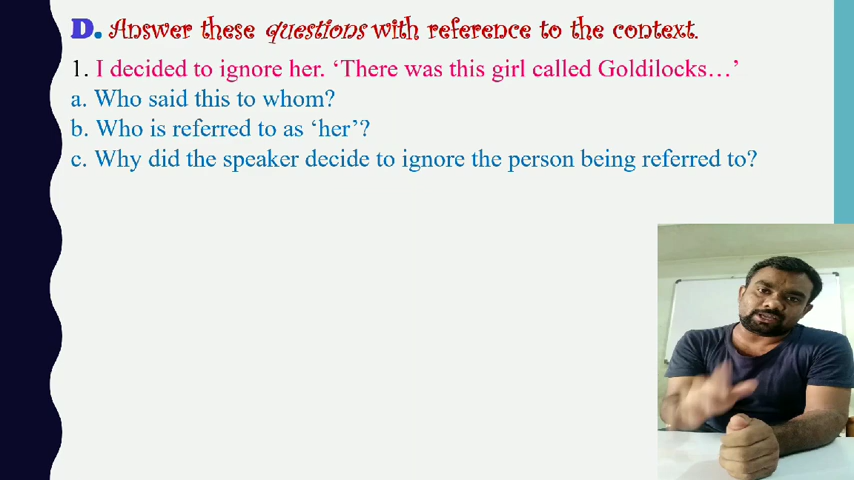 D. Answer these questions with reference to the context.
1. I decided to ignore her. ‘There was this girl called Goldilocks…’
a. Who said this to whom?
b. Who is referred to as ‘her’?
c. Why did the speaker decide to ignore the person being referred to?